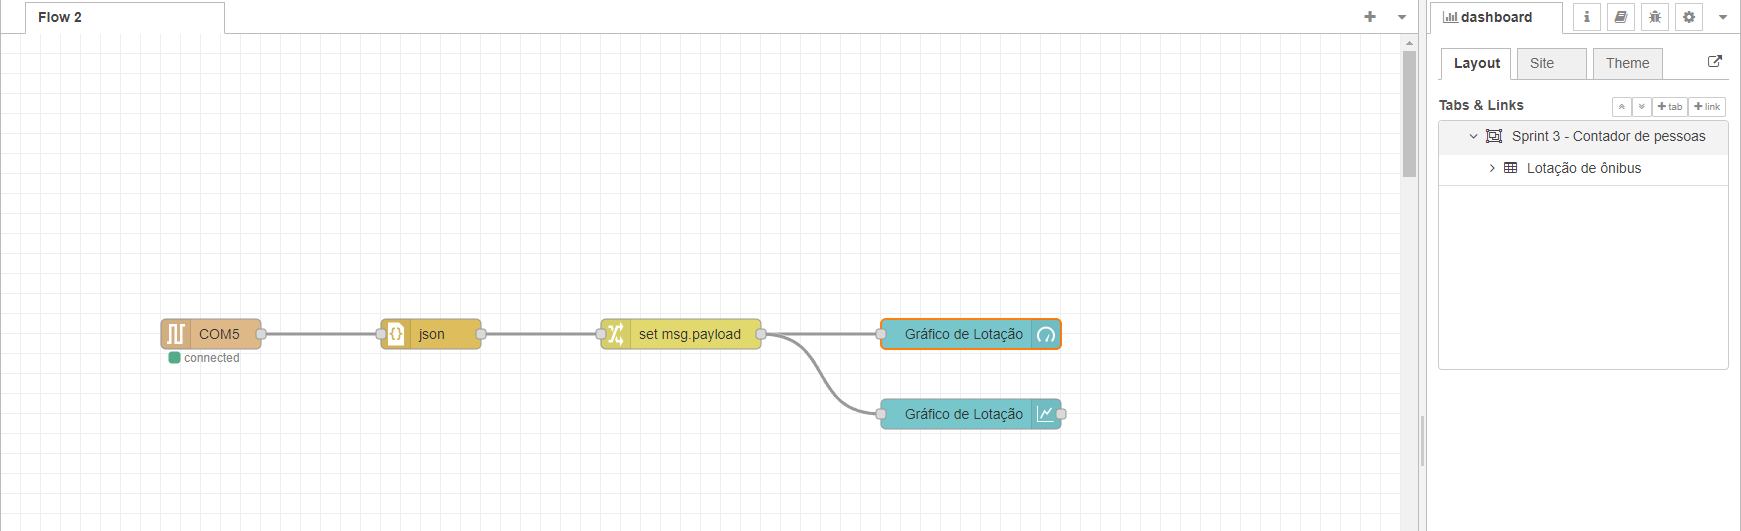 Flow 2
dashboard
Layout
Site
Theme
Tabs & Links
tab
link
Sprint 3 - Contador de pessoas
Lotação de ônibus
COM5
connected
json
set msg.payload
Gráfico de Lotação
Gráfico de Lotação